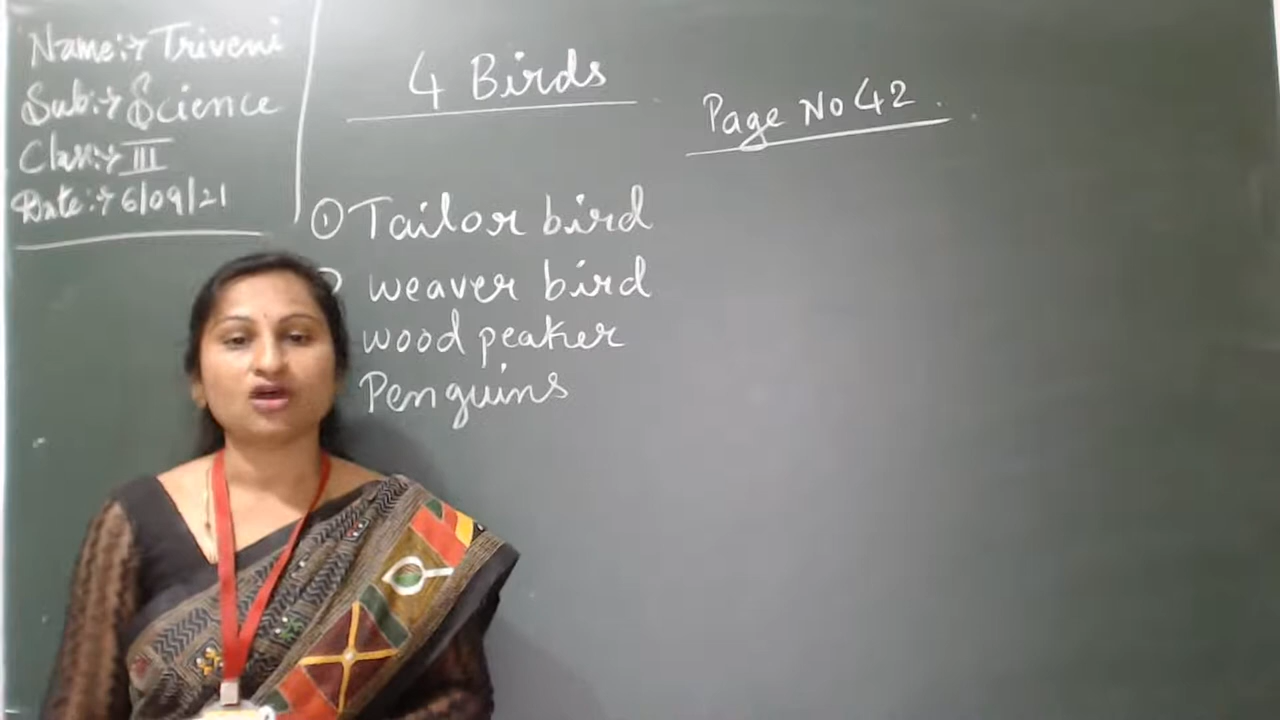 Name:→ Triveni
Sub:→ Science
Class:→ III
Date:→ 6/09/21
4 Birds
Page No 42.
① Tailor bird
weaver bird
wood peaker
Penguins